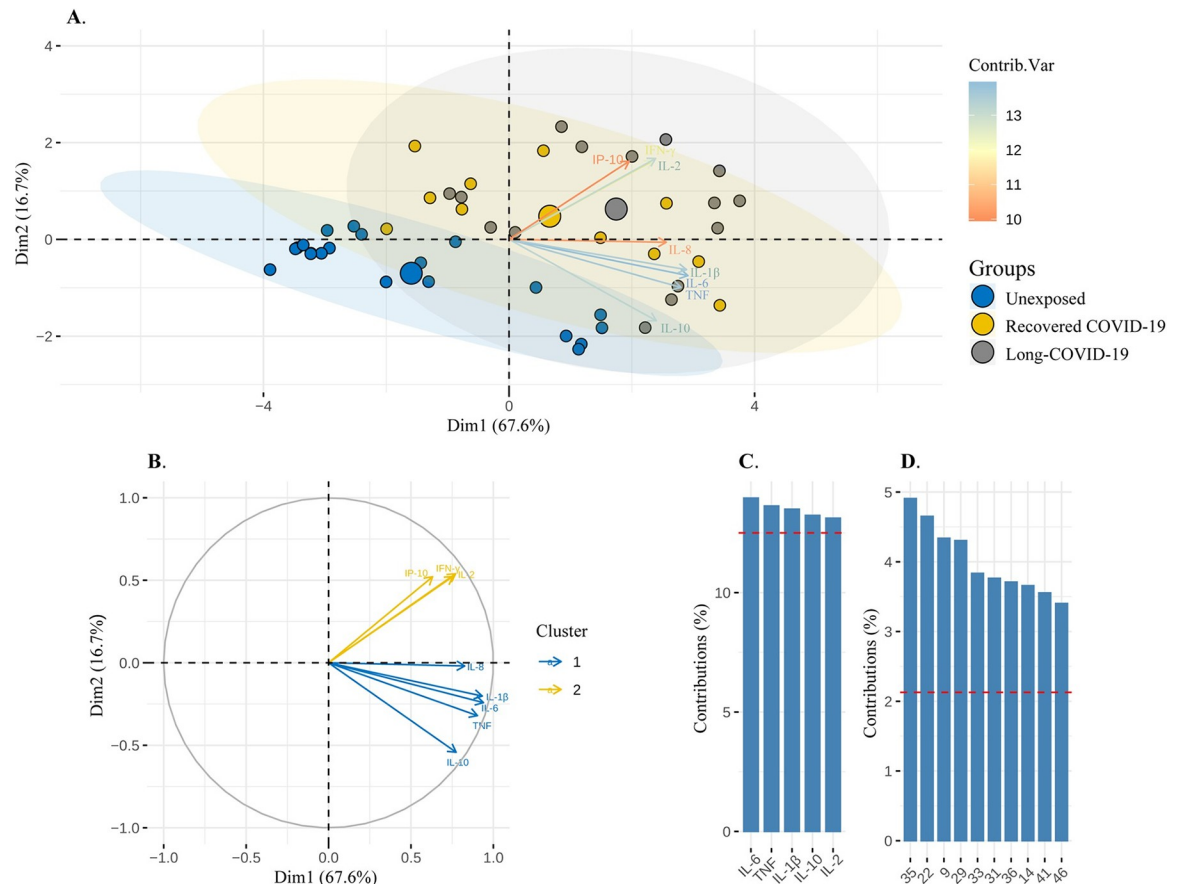 A.
Dim2 (16.7%)
4
2
0
−2
−4
0
4
Dim1 (67.6%)
IP-10
IFN-γ
IL-2
IL-8
IL-1β
IL-6
TNF
IL-10
Contrib.Var
13
12
11
10
Groups
Unexposed
Recovered COVID-19
Long-COVID-19
B.
Dim2 (16.7%)
1.0
0.5
0.0
−0.5
−1.0
−1.0
−0.5
0.0
0.5
1.0
Dim1 (67.6%)
IP-10
IFN-γ
IL-2
IL-8
IL-1β
IL-6
TNF
IL-10
Cluster
1
2
C.
Contributions (%)
10
5
0
IL-6
TNF
IL-1β
IL-10
IL-2
D.
Contributions (%)
5
4
3
2
1
0
35
22
9
29
33
31
36
14
41
46